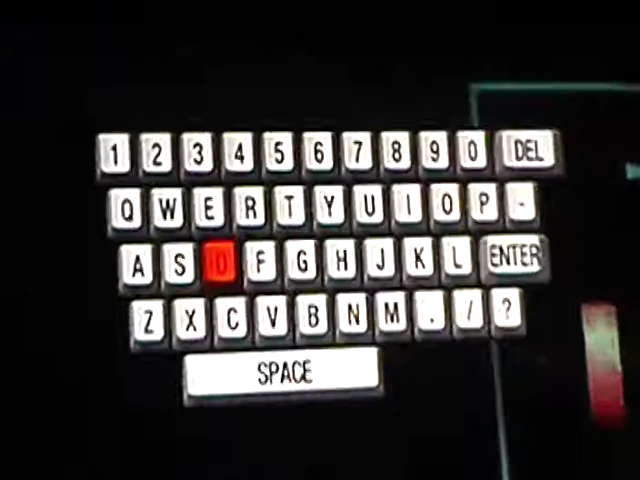 1 2 3 4 5 6 7 8 9 0 DEL
Q W E R T Y U I O P -
A S D F G H J K L ENTER
Z X C V B N M . / ?
SPACE